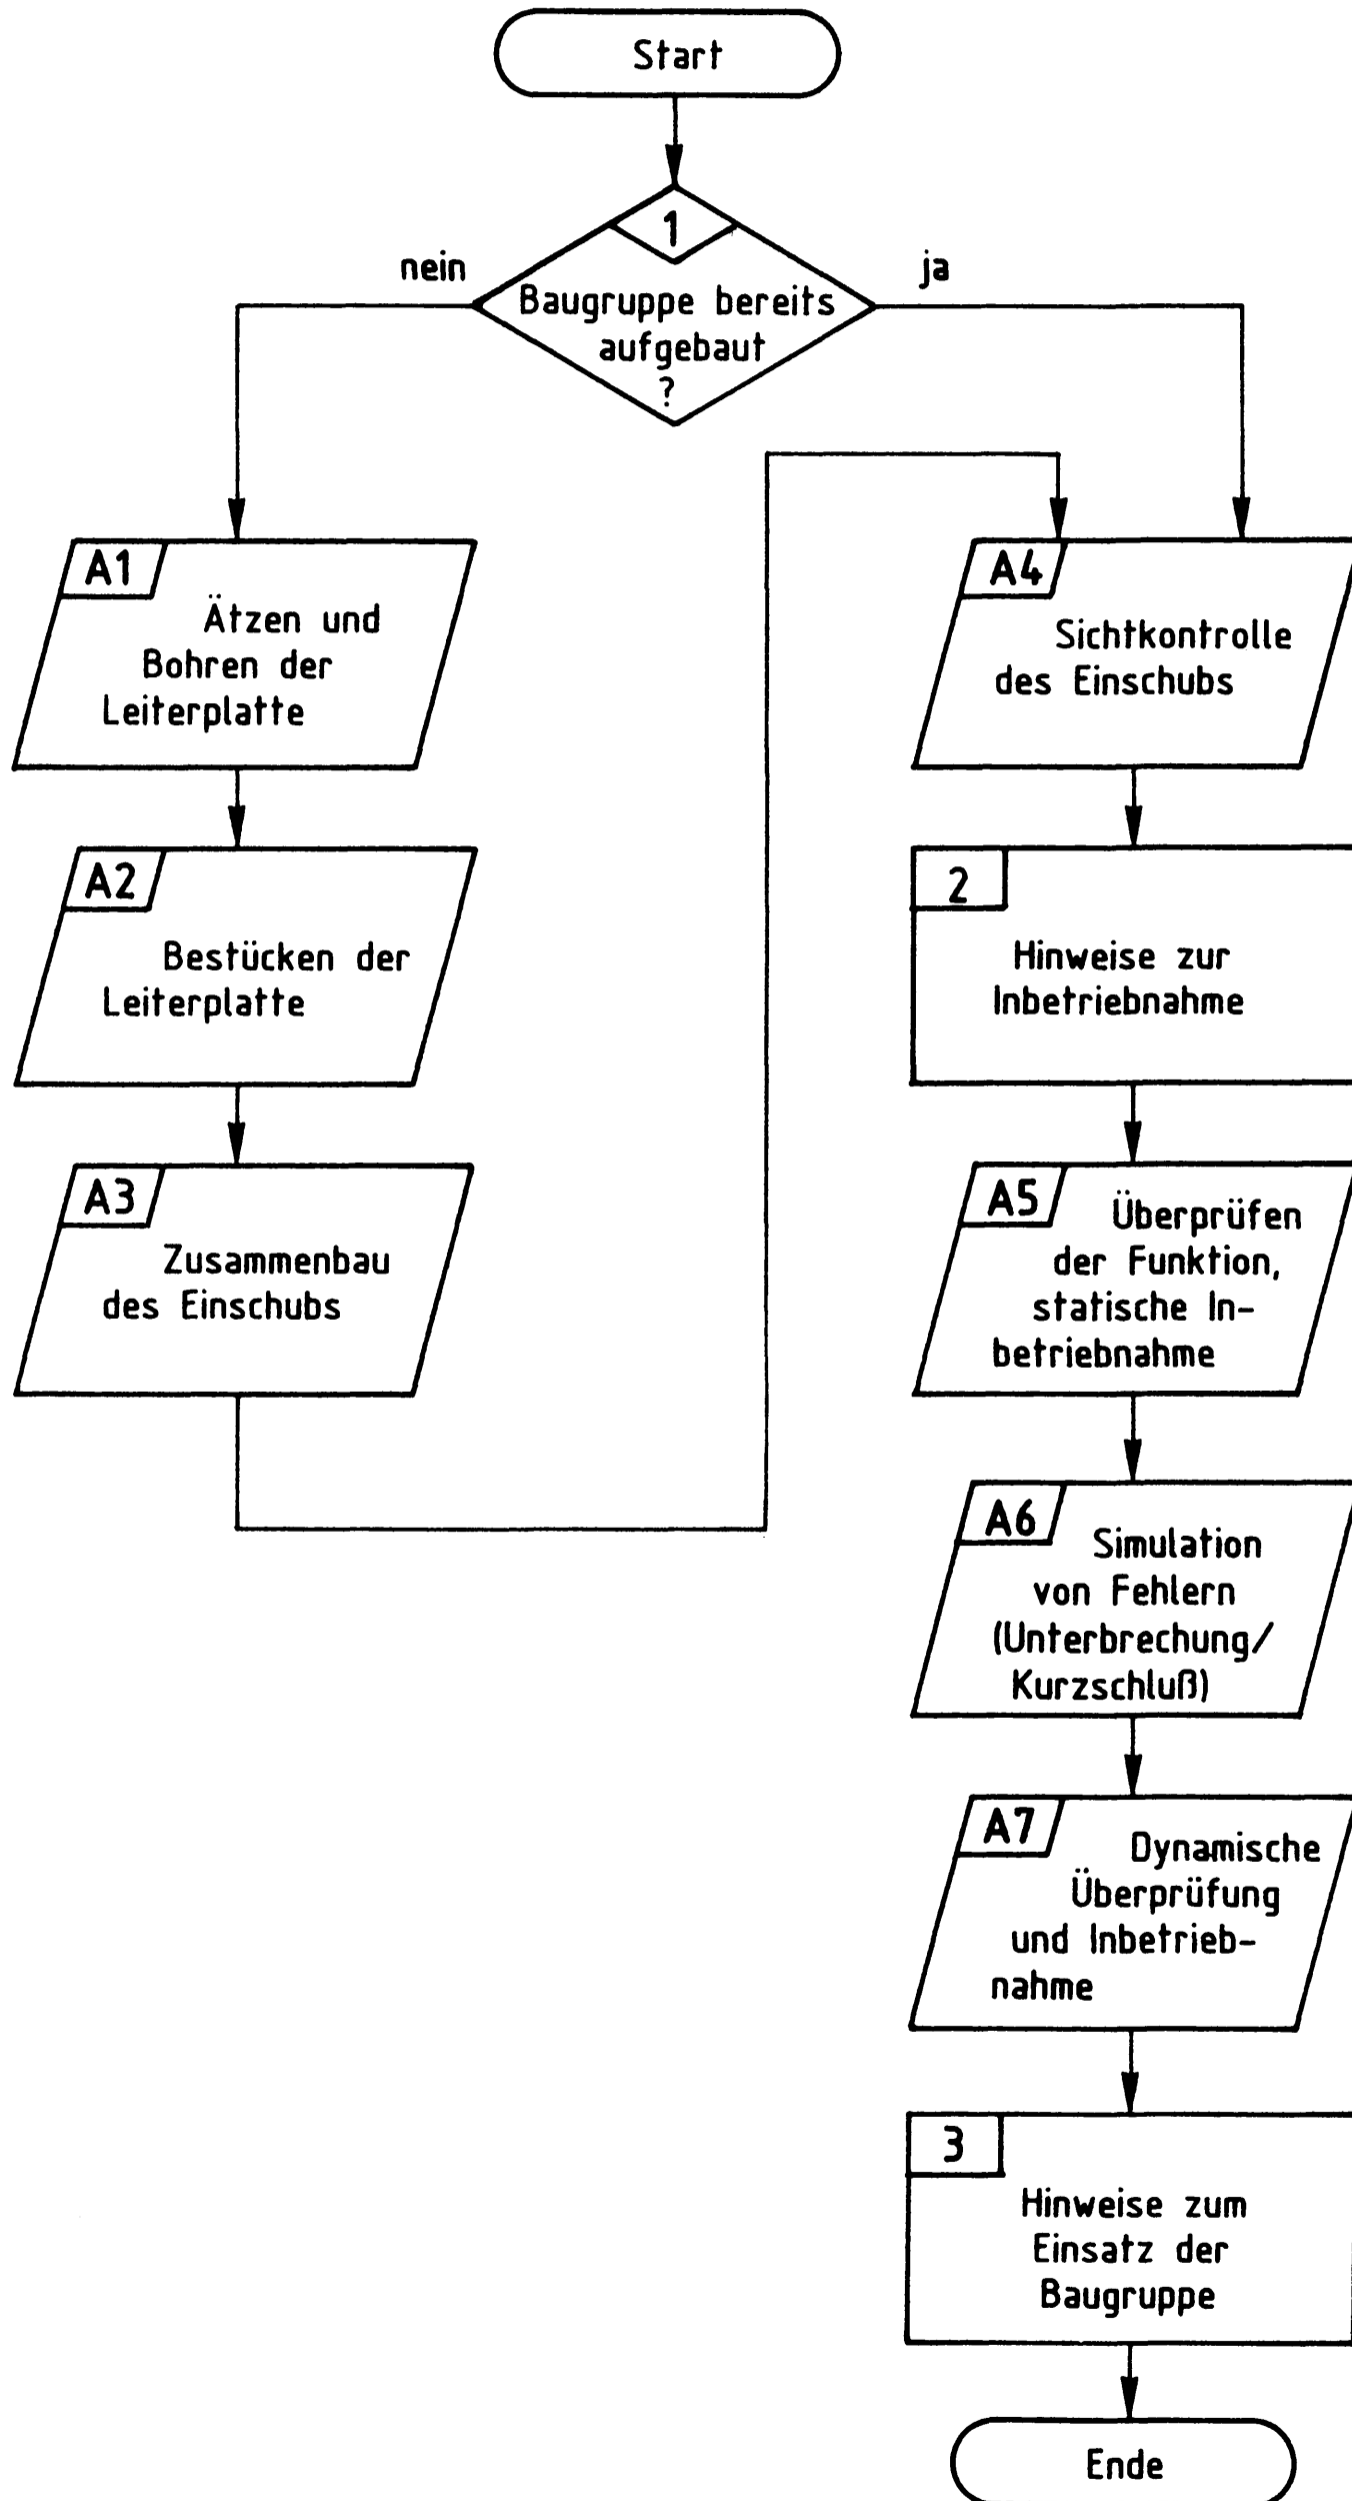 Start
1
nein
ja
Baugruppe bereits
aufgebaut
?
A1
Ätzen und
Bohren der
Leiterplatte
A2
Bestücken der
Leiterplatte
A3
Zusammenbau
des Einschubs
A4
Sichtkontrolle
des Einschubs
2
Hinweise zur
Inbetriebnahme
A5
Überprüfen
der Funktion,
statische In-
betriebnahme
A6
Simulation
von Fehlern
(Unterbrechung/
Kurzschluß)
A7
Dynamische
Überprüfung
und Inbetrieb-
nahme
3
Hinweise zum
Einsatz der
Baugruppe
Ende